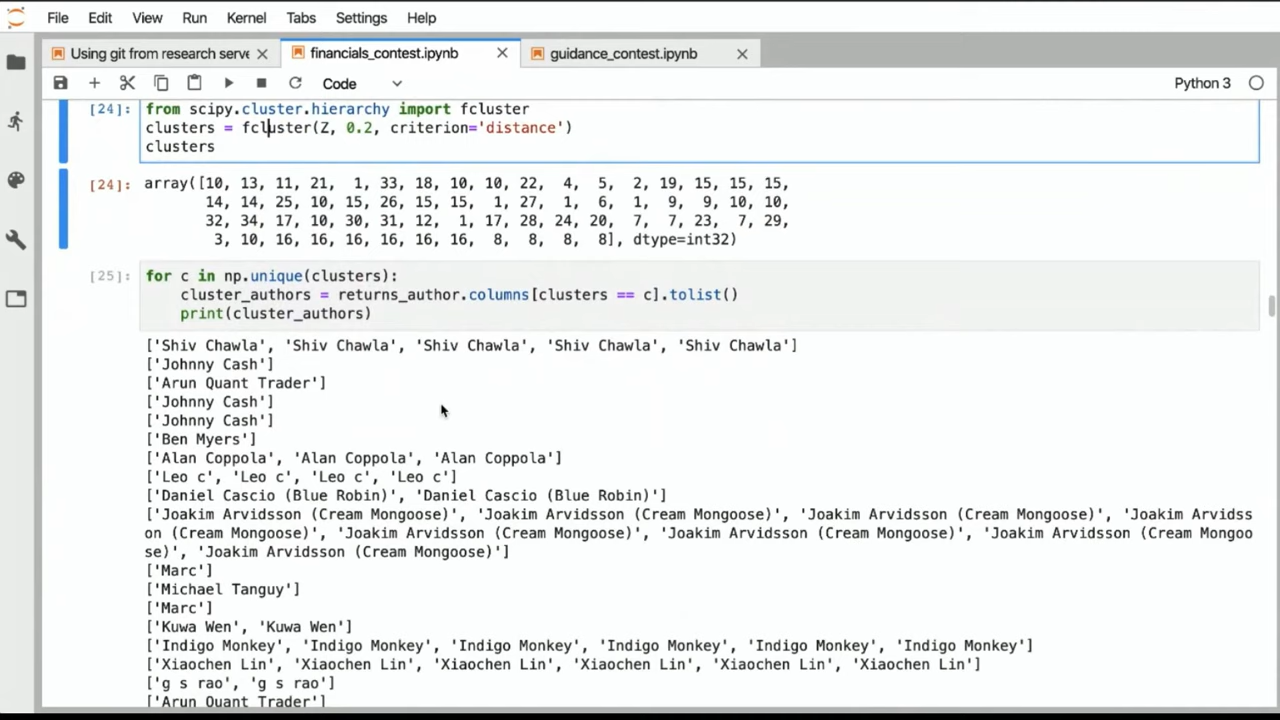 File Edit View Run Kernel Tabs Settings Help
Using git from research serve financials_contest.ipynb guidance_contest.ipynb
Code Python 3
[24]: from scipy.cluster.hierarchy import fcluster
clusters = fcluster(Z, 0.2, criterion='distance')
clusters
[24]: array([10, 13, 11, 21, 1, 33, 18, 10, 10, 22, 4, 5, 2, 19, 15, 15, 15,
14, 14, 25, 10, 15, 26, 15, 15, 1, 27, 1, 6, 1, 9, 9, 10, 10,
32, 34, 17, 10, 30, 31, 12, 1, 17, 28, 24, 20, 7, 7, 23, 7, 29,
3, 10, 16, 16, 16, 16, 16, 16, 8, 8, 8, 8], dtype=int32)
[25]: for c in np.unique(clusters):
cluster_authors = returns_author.columns[clusters == c].tolist()
print(cluster_authors)
['Shiv Chawla', 'Shiv Chawla', 'Shiv Chawla', 'Shiv Chawla', 'Shiv Chawla']
['Johnny Cash']
['Arun Quant Trader']
['Johnny Cash']
['Johnny Cash']
['Ben Myers']
['Alan Coppola', 'Alan Coppola', 'Alan Coppola']
['Leo c', 'Leo c', 'Leo c', 'Leo c']
['Daniel Cascio (Blue Robin)', 'Daniel Cascio (Blue Robin)']
['Joakim Arvidsson (Cream Mongoose)', 'Joakim Arvidsson (Cream Mongoose)', 'Joakim Arvidsson (Cream Mongoose)', 'Joakim Arvidss
on (Cream Mongoose)', 'Joakim Arvidsson (Cream Mongoose)', 'Joakim Arvidsson (Cream Mongoose)', 'Joakim Arvidsson (Cream Mongoo
se)', 'Joakim Arvidsson (Cream Mongoose)']
['Marc']
['Michael Tanguy']
['Marc']
['Kuwa Wen', 'Kuwa Wen']
['Indigo Monkey', 'Indigo Monkey', 'Indigo Monkey', 'Indigo Monkey', 'Indigo Monkey', 'Indigo Monkey']
['Xiaochen Lin', 'Xiaochen Lin', 'Xiaochen Lin', 'Xiaochen Lin', 'Xiaochen Lin', 'Xiaochen Lin']
['g s rao', 'g s rao']
['Arun Quant Trader']